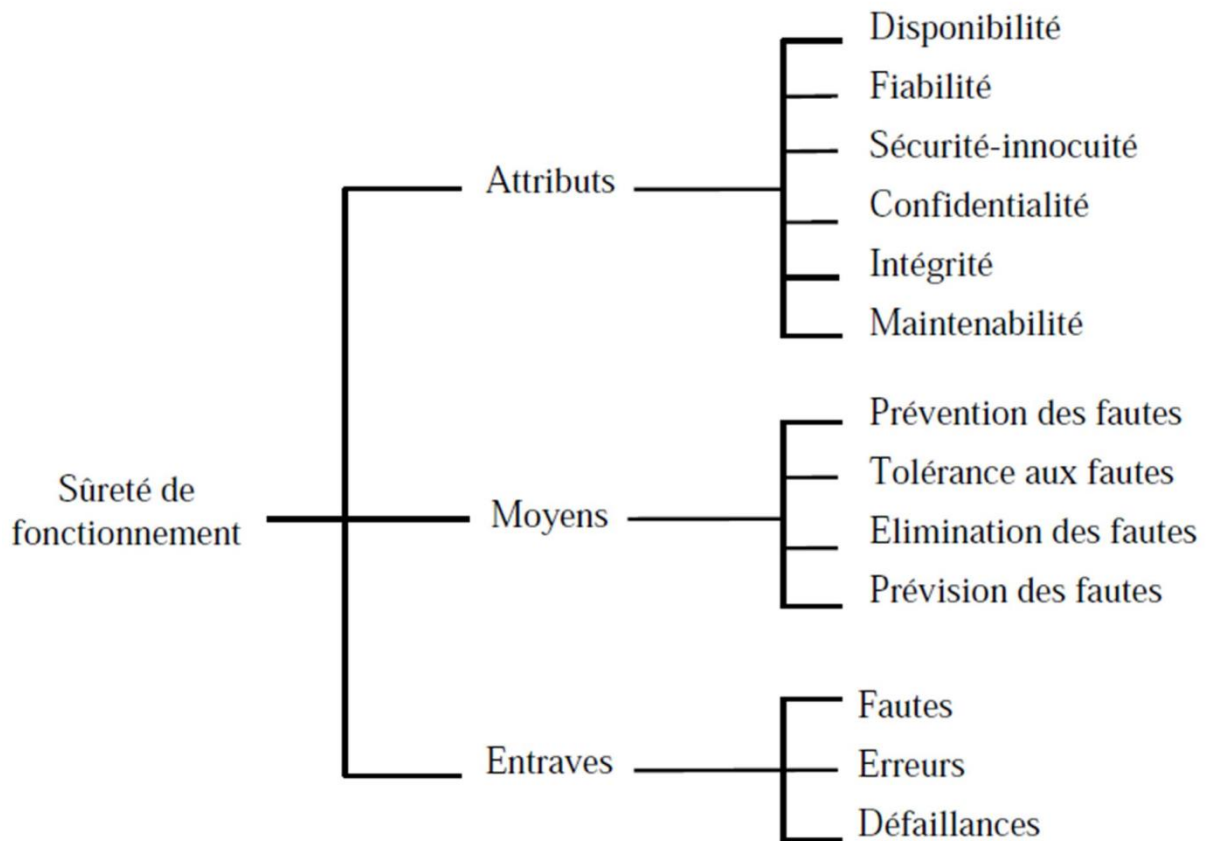 Sûreté de
fonctionnement
Attributs
Disponibilité
Fiabilité
Sécurité-innocuité
Confidentialité
Intégrité
Maintenabilité
Moyens
Prévention des fautes
Tolérance aux fautes
Elimination des fautes
Prévision des fautes
Entraves
Fautes
Erreurs
Défaillances